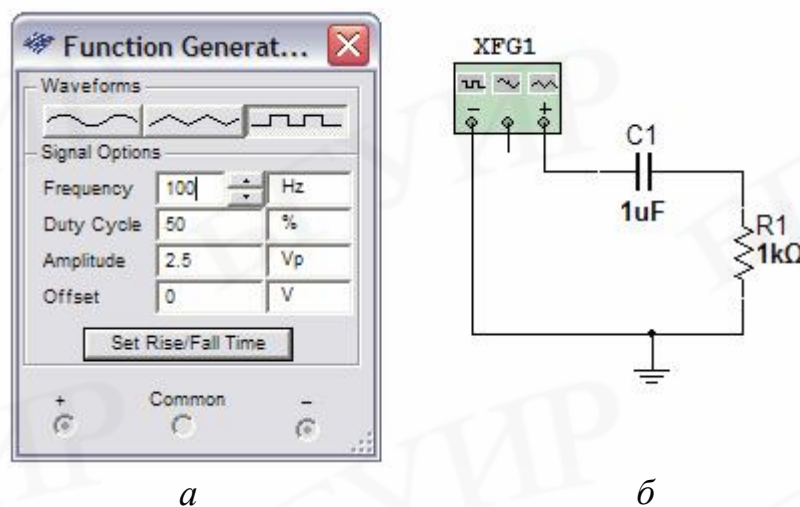 Function Generat...
Waveforms
Signal Options
Frequency 100 Hz
Duty Cycle 50 %
Amplitude 2.5 Vp
Offset 0 V
Set Rise/Fall Time
+ Common −
а
XFG1
− +
C1
1uF
R1
1kΩ
б
БГУИР